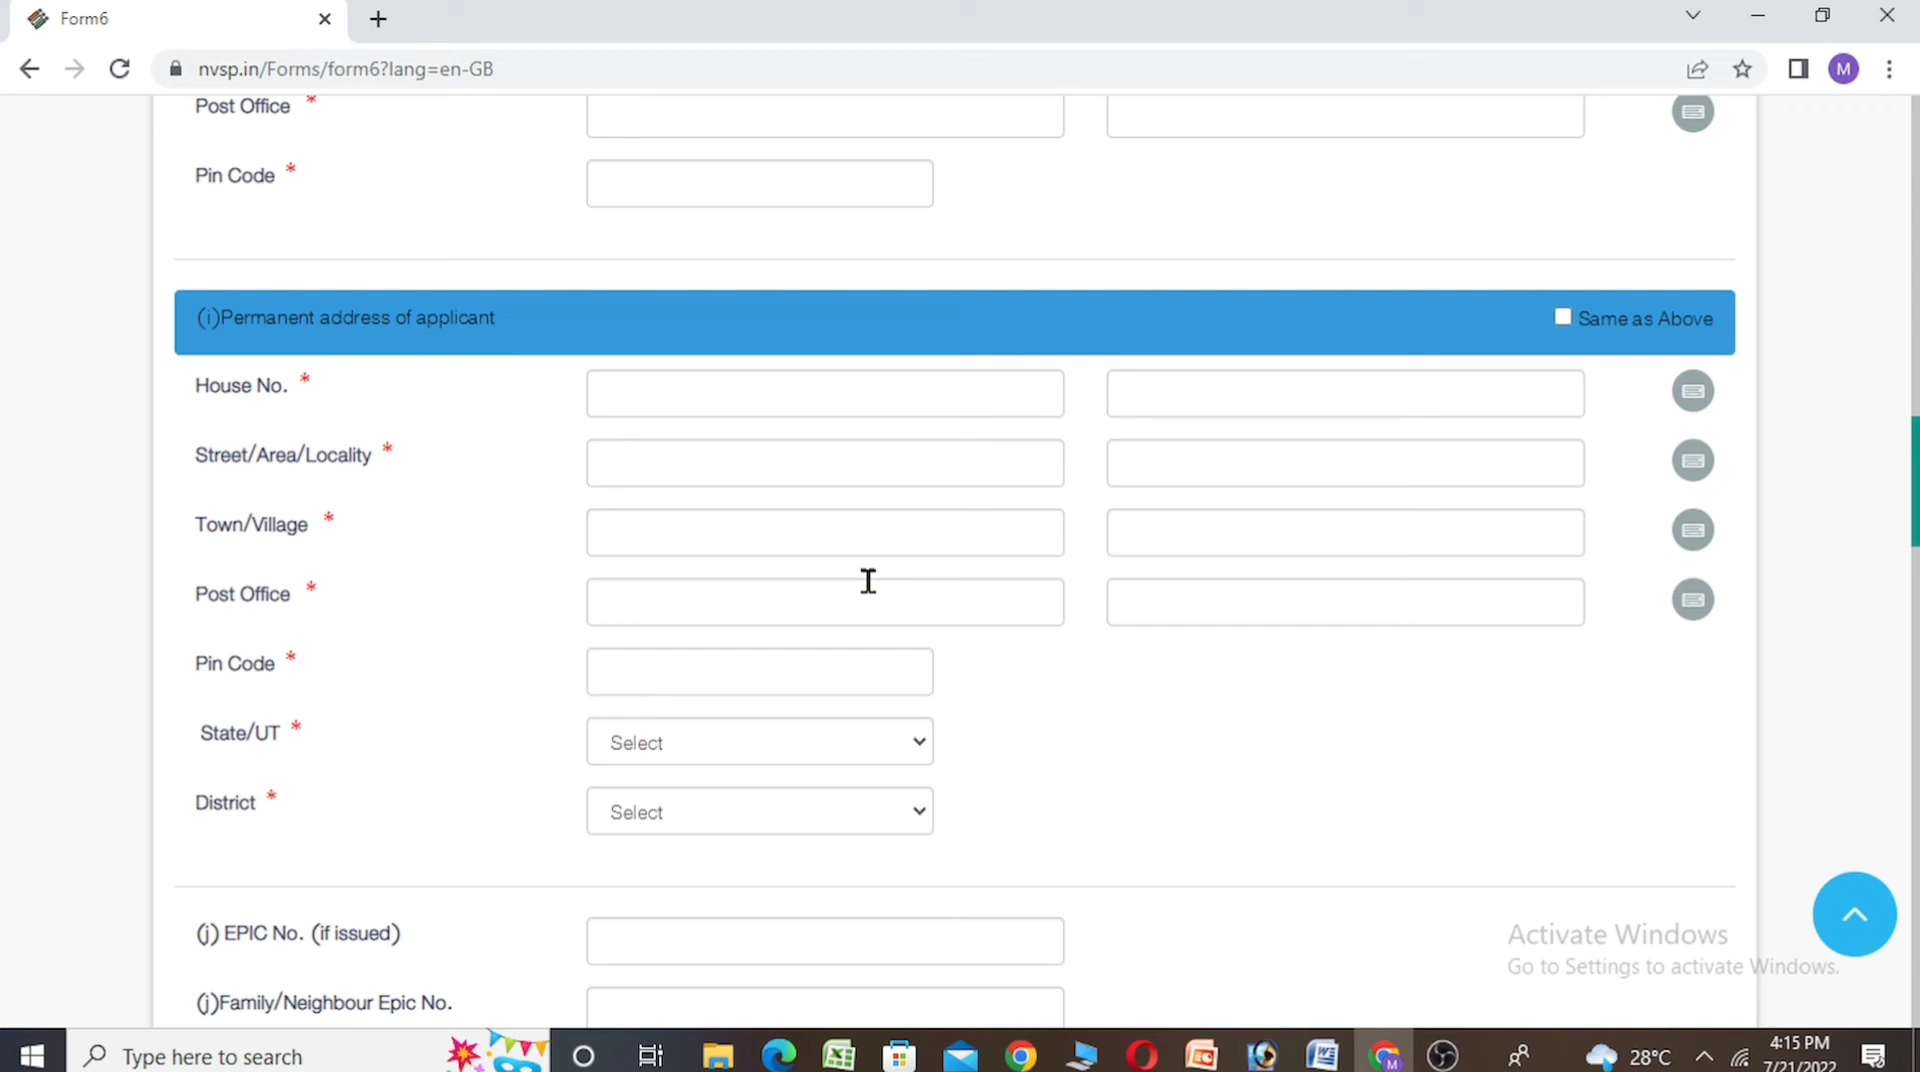 Form6
nvsp.in/Forms/form6?lang=en-GB
M
Post Office *
Pin Code *
(i)Permanent address of applicant
Same as Above
House No. *
Street/Area/Locality *
Town/Village *
Post Office *
Pin Code *
State/UT *
Select
District *
Select
(j) EPIC No. (if issued)
(j)Family/Neighbour Epic No.
Activate Windows
Go to Settings to activate Windows.
Type here to search
M
28°C
4:15 PM
7/21/2022